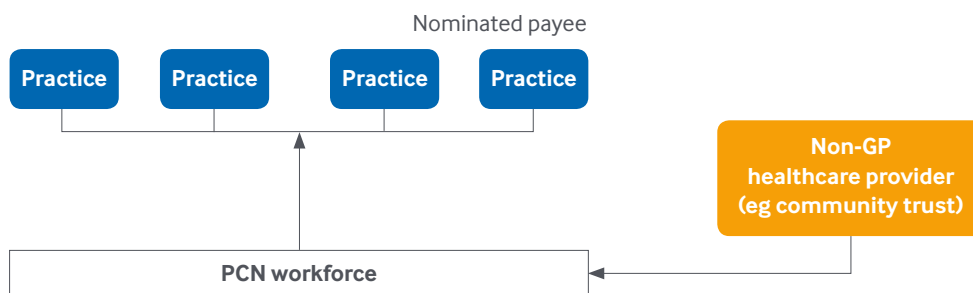 Nominated payee
Practice Practice Practice Practice
Non-GP
healthcare provider
(eg community trust)
PCN workforce